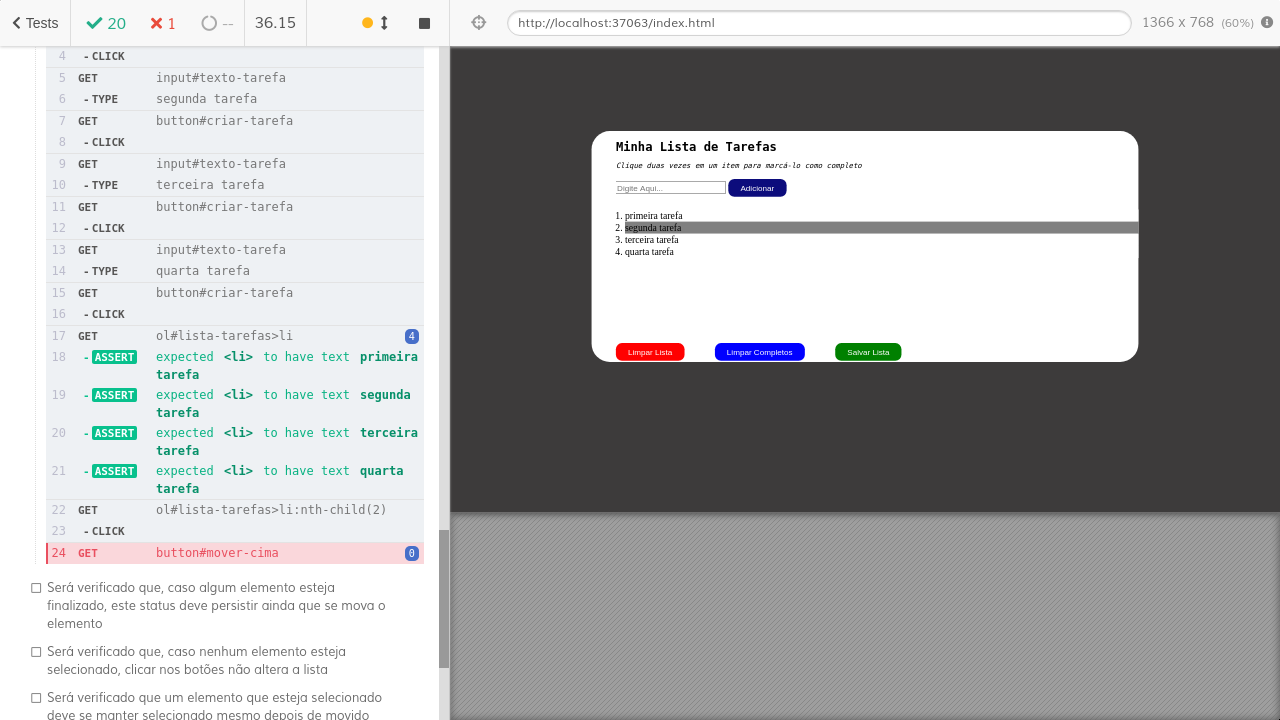 Tests
20
1
--
36.15
http://localhost:37063/index.html
1366 x 768 (60%)
4 - CLICK
5 GET input#texto-tarefa
6 - TYPE segunda tarefa
7 GET button#criar-tarefa
8 - CLICK
9 GET input#texto-tarefa
10 - TYPE terceira tarefa
11 GET button#criar-tarefa
12 - CLICK
13 GET input#texto-tarefa
14 - TYPE quarta tarefa
15 GET button#criar-tarefa
16 - CLICK
17 GET ol#lista-tarefas>li 4
18 - ASSERT expected <li> to have text primeira
tarefa
19 - ASSERT expected <li> to have text segunda
tarefa
20 - ASSERT expected <li> to have text terceira
tarefa
21 - ASSERT expected <li> to have text quarta
tarefa
22 GET ol#lista-tarefas>li:nth-child(2)
23 - CLICK
24 GET button#mover-cima 0
Será verificado que, caso algum elemento esteja
finalizado, este status deve persistir ainda que se mova o
elemento
Será verificado que, caso nenhum elemento esteja
selecionado, clicar nos botões não altera a lista
Será verificado que um elemento que esteja selecionado
deve se manter selecionado mesmo depois de movido
Minha Lista de Tarefas
Clique duas vezes em um item para marcá-lo como completo
Digite Aqui...
Adicionar
1. primeira tarefa
2. segunda tarefa
3. terceira tarefa
4. quarta tarefa
Limpar Lista
Limpar Completos
Salvar Lista